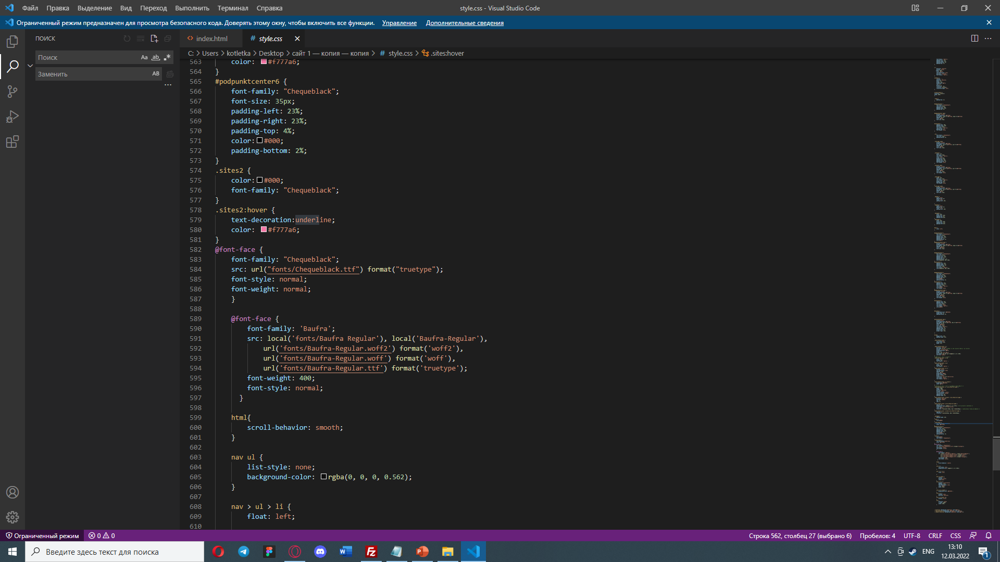 Файл Правка Выделение Вид Переход Выполнить Терминал Справка
style.css - Visual Studio Code
Ограниченный режим предназначен для просмотра безопасного кода. Доверять этому окну, чтобы включить все функции. Управление Дополнительные сведения
ПОИСК
Поиск
Aa ab .*
Заменить
AB
index.html
# style.css
C: > Users > kotletka > Desktop > сайт 1 — копия — копия > # style.css > .sites:hover
563 color: #f777a6;
564 }
565 #podpunktcenter6 {
566 font-family: "Chequeblack";
567 font-size: 35px;
568 padding-left: 23%;
569 padding-right: 23%;
570 padding-top: 4%;
571 color: #000;
572 padding-bottom: 2%;
573 }
574 .sites2 {
575 color: #000;
576 font-family: "Chequeblack";
577 }
578 .sites2:hover {
579 text-decoration:underline;
580 color: #f777a6;
581 }
582 @font-face {
583 font-family: "Chequeblack";
584 src: url("fonts/Chequeblack.ttf") format("truetype");
585 font-style: normal;
586 font-weight: normal;
587 }
588
589 @font-face {
590 font-family: 'Baufra';
591 src: local('fonts/Baufra Regular'), local('Baufra-Regular'),
592 url('fonts/Baufra-Regular.woff2') format('woff2'),
593 url('fonts/Baufra-Regular.woff') format('woff'),
594 url('fonts/Baufra-Regular.ttf') format('truetype');
595 font-weight: 400;
596 font-style: normal;
597 }
598
599 html{
600 scroll-behavior: smooth;
601 }
602
603 nav ul {
604 list-style: none;
605 background-color: rgba(0, 0, 0, 0.562);
606 }
607
608 nav > ul > li {
609 float: left;
610
Ограниченный режим 0 0
Строка 562, столбец 27 (выбрано 6) Пробелов: 4 UTF-8 CRLF CSS
Введите здесь текст для поиска
ENG
13:10
12.03.2022
1